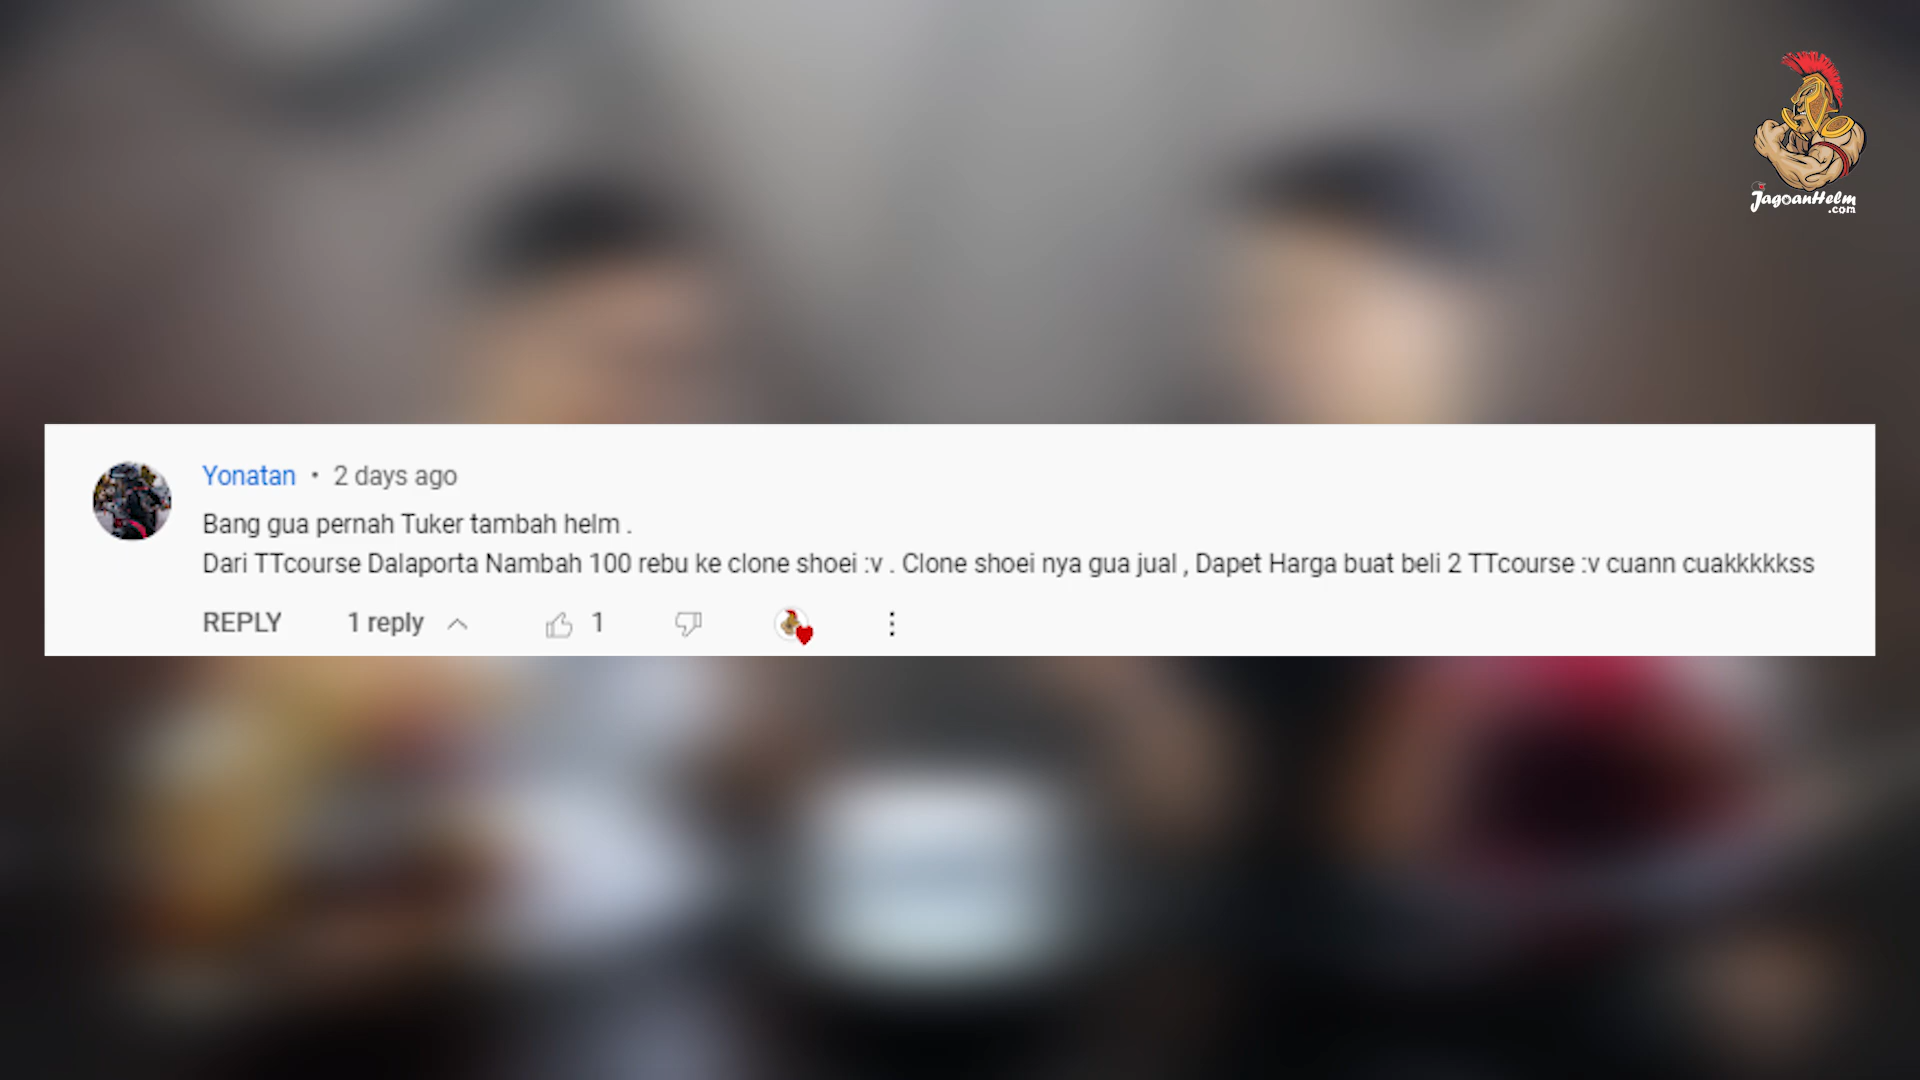 JagoanHelm
.com
Yonatan • 2 days ago
Bang gua pernah Tuker tambah helm .
Dari TTcourse Dalaporta Nambah 100 rebu ke clone shoei :v . Clone shoei nya gua jual , Dapet Harga buat beli 2 TTcourse :v cuann cuakkkkkss
REPLY 1 reply 1